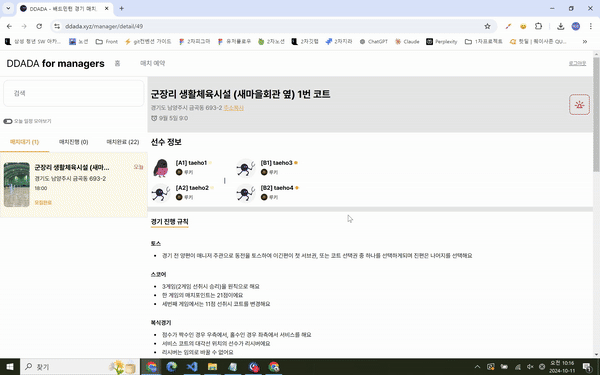 DDADA - 배드민턴 경기 매치
ddada.xyz/manager/detail/49
삼성 청년 SW 아카...
노션
Front
git컨벤션 가이드
2차피그마
유저플로우
2차노션
2차깃랩
2차지라
ChatGPT
Claude
Perplexity
1차프로젝트
DDADA for managers
홈
매치 예약
로그아웃
검색
오늘 일정 모아보기
매치대기 (1)
매치진행 (0)
매치완료 (22)
군장리 생활체육시설 (새마...
오늘
경기도 남양주시 금곡동 693-2
18:00
모집완료
군장리 생활체육시설 (새마을회관 옆) 1번 코트
경기도 남양주시 금곡동 693-2 주소복사
9월 5일 9:0
선수 정보
[A1] taeho1
루키
[B1] taeho3
루키
[A2] taeho2
루키
[B2] taeho4
루키
경기 진행 규칙
토스
경기 전 양편이 매니저 주관으로 동전을 토스하여 이긴편이 첫 서브권, 또는 코트 선택권 중 하나를 선택하게되며 진편은 나머지를 선택해요
스코어
3게임(2게임 선취시 승리)을 원칙으로 해요
한 게임의 매치포인트는 21점이에요
세번째 게임에서는 11점 선취시 코트를 변경해요
복식경기
점수가 짝수인 경우 우측에서, 홀수인 경우 좌측에서 서비스를 해요
서비스 코트의 대각선 위치의 선수가 리시버에요
리시버는 임의로 바꿀 수 없어요
찾기
오전 10:16
2024-10-11